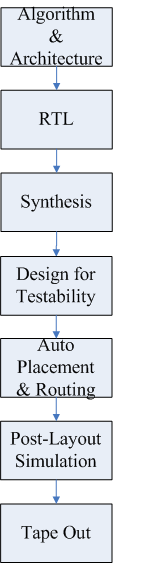 Algorithm
&
Architecture
RTL
Synthesis
Design for
Testability
Auto
Placement
& Routing
Post-Layout
Simulation
Tape Out